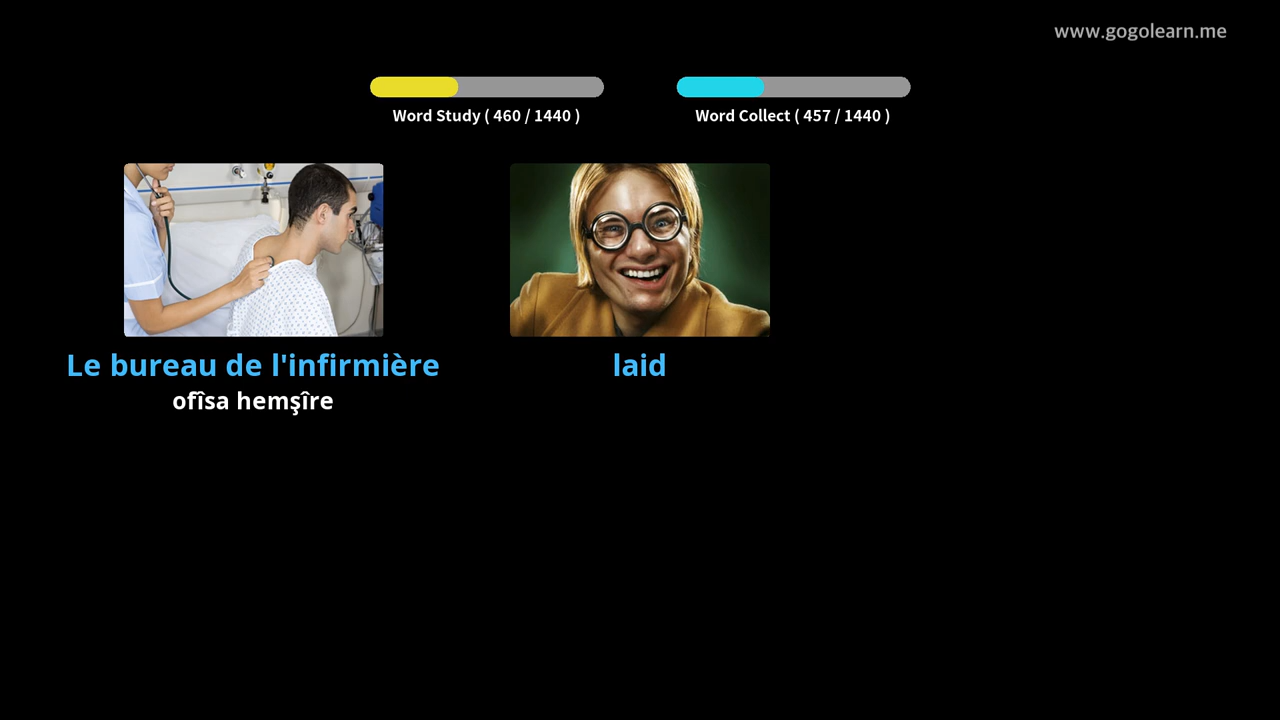 www.gogolearn.me
Word Study ( 460 / 1440 )
Word Collect ( 457 / 1440 )
Le bureau de l'infirmière
ofîsa hemşîre
laid